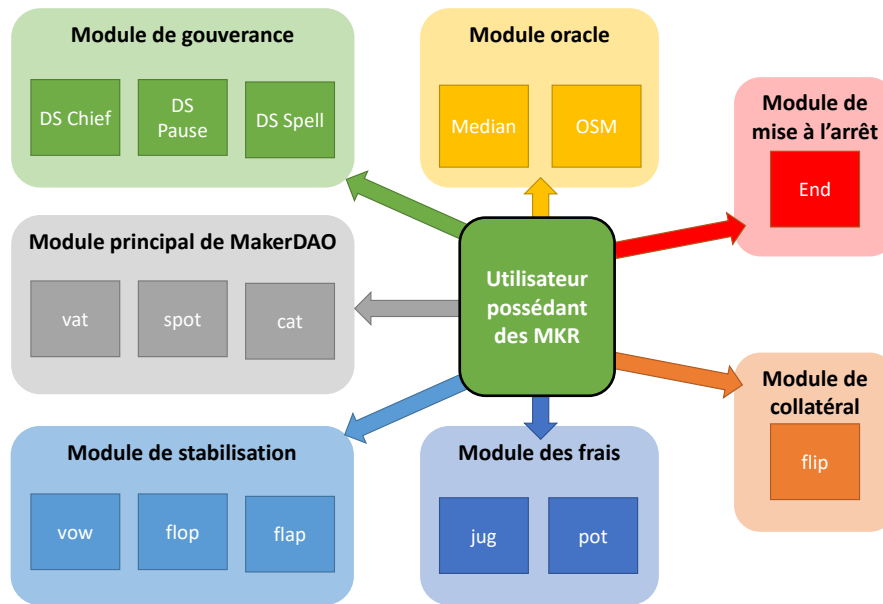 Module de gouverance
DS Chief
DS
Pause
DS Spell
Module oracle
Median
OSM
Module de
mise à l'arrêt
End
Module principal de MakerDAO
vat
spot
cat
Utilisateur
possédant
des MKR
Module de
collatéral
flip
Module de stabilisation
vow
flop
flap
Module des frais
jug
pot